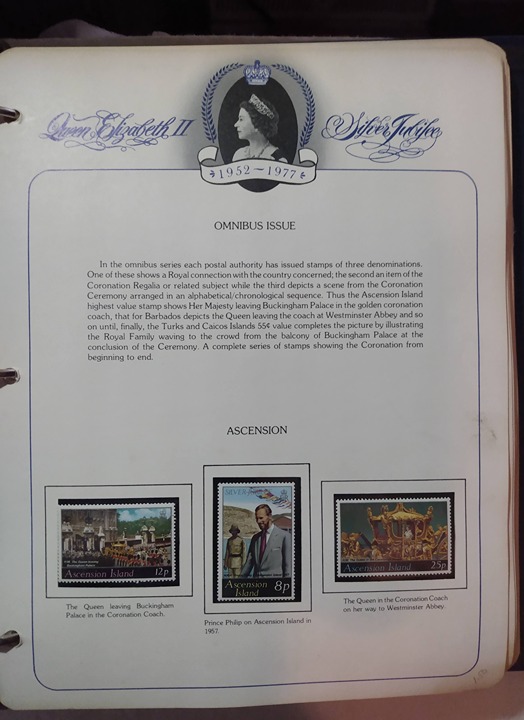 Queen Elizabeth II Silver Jubilee
1952 ~ 1977
OMNIBUS ISSUE
In the omnibus series each postal authority has issued stamps of three denominations.
One of these shows a Royal connection with the country concerned; the second an item of the
Coronation Regalia or related subject while the third depicts a scene from the Coronation
Ceremony arranged in an alphabetical/chronological sequence. Thus the Ascension Island
highest value stamp shows Her Majesty leaving Buckingham Palace in the golden coronation
coach, that for Barbados depicts the Queen leaving the coach at Westminster Abbey and so
on until, finally, the Turks and Caicos Islands 55¢ value completes the picture by illustrating
the Royal Family waving to the crowd from the balcony of Buckingham Palace at the
conclusion of the Ceremony. A complete series of stamps showing the Coronation from
beginning to end.
ASCENSION
The Queen leaving
Buckingham Palace
12p
Ascension Island
The Queen leaving Buckingham
Palace in the Coronation Coach.
SILVER
Ascension
Island 8p
Prince Philip on Ascension Island in
1957.
25p
Ascension Island
The Queen in the Coronation Coach
on her way to Westminster Abbey.